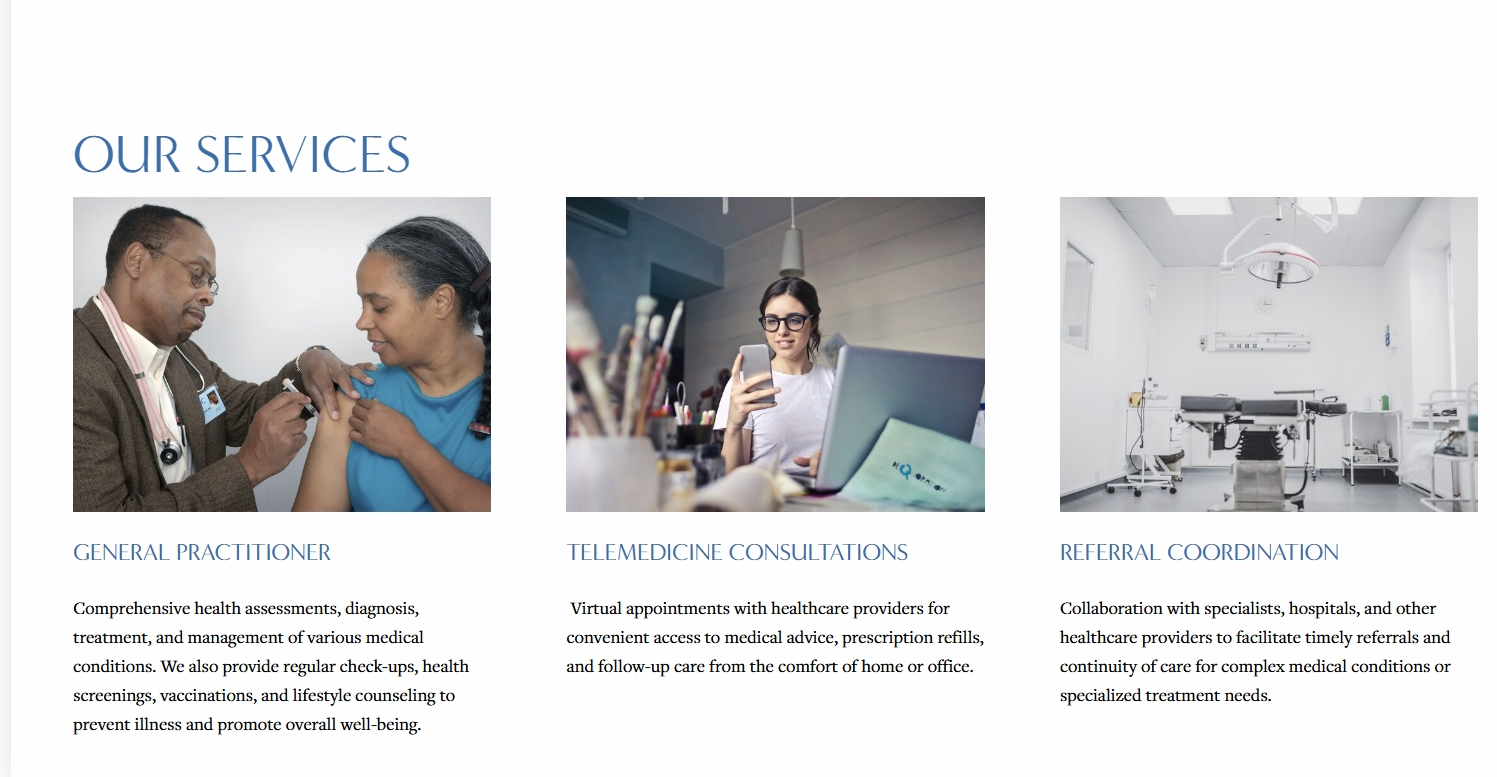 OUR SERVICES
GENERAL PRACTITIONER
Comprehensive health assessments, diagnosis,
treatment, and management of various medical
conditions. We also provide regular check-ups, health
screenings, vaccinations, and lifestyle counseling to
prevent illness and promote overall well-being.
TELEMEDICINE CONSULTATIONS
Virtual appointments with healthcare providers for
convenient access to medical advice, prescription refills,
and follow-up care from the comfort of home or office.
REFERRAL COORDINATION
Collaboration with specialists, hospitals, and other
healthcare providers to facilitate timely referrals and
continuity of care for complex medical conditions or
specialized treatment needs.